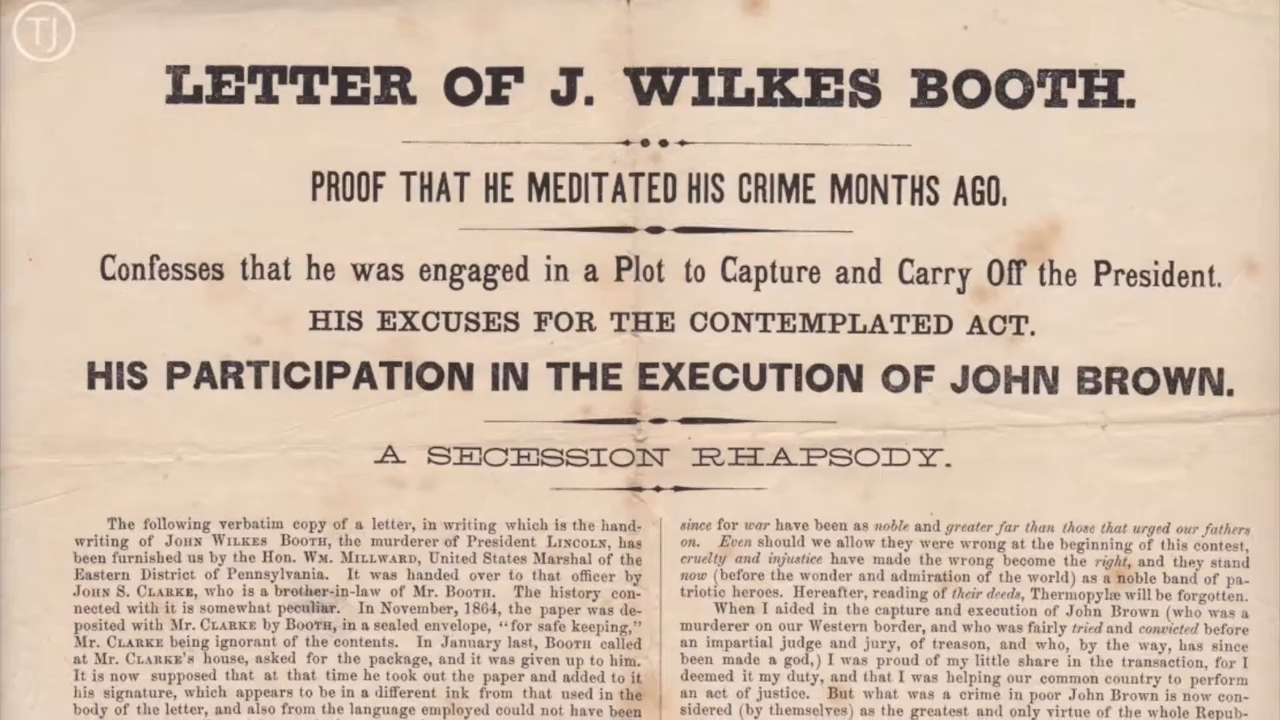 TJ
LETTER OF J. WILKES BOOTH.
PROOF THAT HE MEDITATED HIS CRIME MONTHS AGO.
Confesses that he was engaged in a Plot to Capture and Carry Off the President.
HIS EXCUSES FOR THE CONTEMPLATED ACT.
HIS PARTICIPATION IN THE EXECUTION OF JOHN BROWN.
A SECESSION RHAPSODY.
The following verbatim copy of a letter, in writing which is the hand-
writing of JOHN WILKES BOOTH, the murderer of President LINCOLN, has
been furnished us by the Hon. WM. MILLWARD, United States Marshal of the
Eastern District of Pennsylvania. It was handed over to that officer by
JOHN S. CLARKE, who is a brother-in-law of Mr. BOOTH. The history con-
nected with it is somewhat peculiar. In November, 1864, the paper was de-
posited with Mr. CLARKE by BOOTH, in a sealed envelope, "for safe keeping,"
Mr. CLARKE being ignorant of the contents. In January last, BOOTH called
at Mr. CLARKE'S house, asked for the package, and it was given up to him.
It is now supposed that at that time he took out the paper and added to it
his signature, which appears to be in a different ink from that used in the
body of the letter, and also from the language employed could not have been
since for war have been as noble and greater far than those that urged our fathers
on. Even should we allow they were wrong at the beginning of this contest,
cruelty and injustice have made the wrong become the right, and they stand
now (before the wonder and admiration of the world) as a noble band of pa-
triotic heroes. Hereafter, reading of their deeds, Thermopylæ will be forgotten.
When I aided in the capture and execution of John Brown (who was a
murderer on our Western border, and who was fairly tried and convicted before
an impartial judge and jury, of treason, and who, by the way, has since
been made a god,) I was proud of my little share in the transaction, for I
deemed it my duty, and that I was helping our common country to perform
an act of justice. But what was a crime in poor John Brown is now con-
sidered (by themselves) as the greatest and only virtue of the whole Repub-